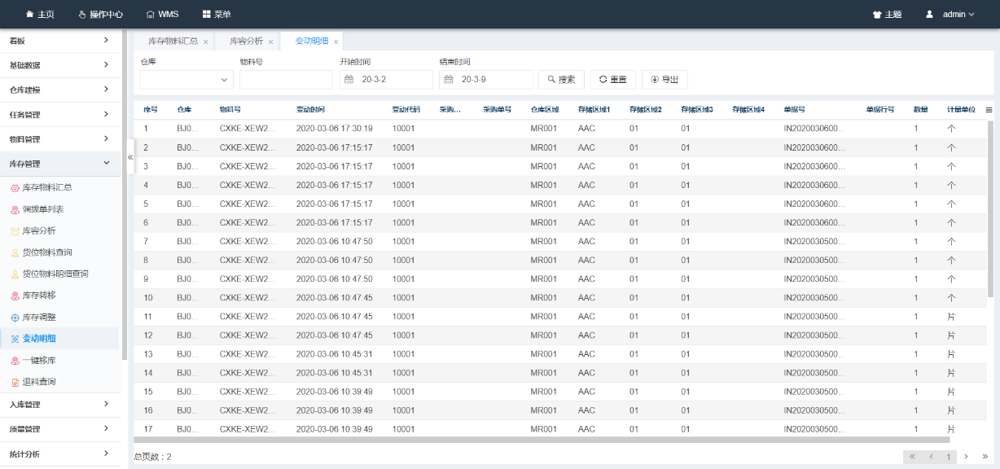 主页 操作中心 WMS 菜单 主题 admin
看板
基础数据
仓库建模
任务管理
物料管理
库存管理
库存物料汇总
调拨单列表
库容分析
货位物料查询
货位物料明细查询
库存转移
库存调整
变动明细
一键移库
退料查询
入库管理
质量管理
统计分析
库存物料汇总 × 库容分析 × 变动明细 ×
仓库 物料号 开始时间 结束时间
20-3-2 20-3-9 搜索 重置 导出
序号 仓库 物料号 变动时间 变动代码 采购... 采购单号 仓库区域 存储区域1 存储区域2 存储区域3 存储区域4 单据号 单据行号 数量 计量单位
1 BJ0... CXKE-XEW2... 2020-03-06 17:30:19 10001 MR001 AAC 01 01 IN2020030600... 1 个
2 BJ0... CXKE-XEW2... 2020-03-06 17:15:17 10001 MR001 AAC 01 01 IN2020030600... 1 个
3 BJ0... CXKE-XEW2... 2020-03-06 17:15:17 10001 MR001 AAC 01 01 IN2020030600... 1 个
4 BJ0... CXKE-XEW2... 2020-03-06 17:15:17 10001 MR001 AAC 01 01 IN2020030600... 1 个
5 BJ0... CXKE-XEW2... 2020-03-06 17:15:17 10001 MR001 AAC 01 01 IN2020030600... 1 个
6 BJ0... CXKE-XEW2... 2020-03-06 17:15:17 10001 MR001 AAC 01 01 IN2020030600... 1 个
7 BJ0... CXKE-XEW2... 2020-03-06 10:47:50 10001 MR001 AAC 01 01 IN2020030500... 1 个
8 BJ0... CXKE-XEW2... 2020-03-06 10:47:50 10001 MR001 AAC 01 01 IN2020030500... 1 个
9 BJ0... CXKE-XEW2... 2020-03-06 10:47:50 10001 MR001 AAC 01 01 IN2020030500... 1 个
10 BJ0... CXKE-XEW2... 2020-03-06 10:47:45 10001 MR001 AAC 01 01 IN2020030500... 1 个
11 BJ0... CXKE-XEW2... 2020-03-06 10:47:45 10001 MR001 AAC 01 01 IN2020030500... 1 片
12 BJ0... CXKE-XEW2... 2020-03-06 10:47:45 10001 MR001 AAC 01 01 IN2020030500... 1 片
13 BJ0... CXKE-XEW2... 2020-03-06 10:45:31 10001 MR001 AAC 01 01 IN2020030500... 1 片
14 BJ0... CXKE-XEW2... 2020-03-06 10:45:31 10001 MR001 AAC 01 01 IN2020030500... 1 片
15 BJ0... CXKE-XEW2... 2020-03-06 10:39:49 10001 MR001 AAC 01 01 IN2020030500... 1 片
16 BJ0... CXKE-XEW2... 2020-03-06 10:39:49 10001 MR001 AAC 01 01 IN2020030500... 1 片
17 BJ0... CXKE-XEW2... 2020-03-06 10:39:49 10001 MR001 AAC 01 01 IN2020030500... 1 片
总页数：2 « ‹ 1 › »